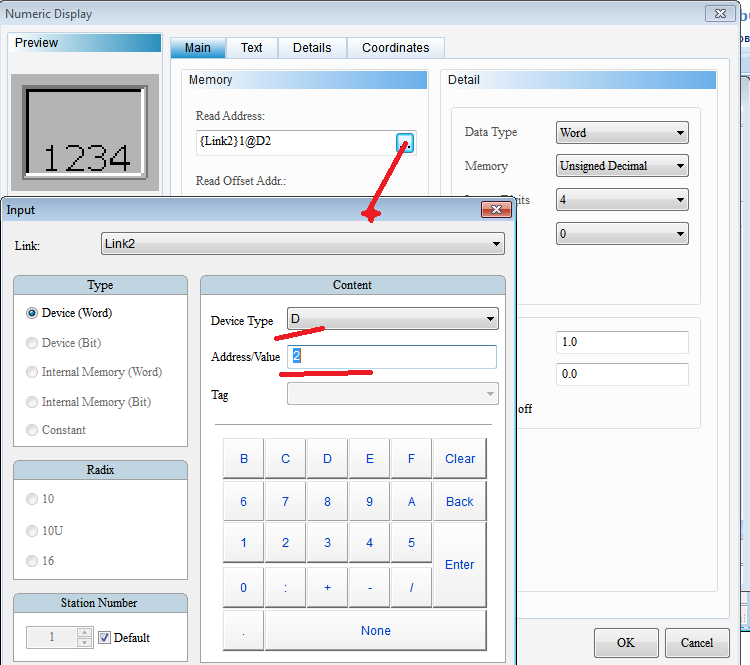 Numeric Display
Preview
1234
Main Text Details Coordinates
Memory
Read Address:
{Link2}1@D2
...
Read Offset Addr.:
Detail
Data Type Word
Memory Unsigned Decimal
4
0
1.0
0.0
off
OK Cancel
Input
Link: Link2
Type
Device (Word)
Device (Bit)
Internal Memory (Word)
Internal Memory (Bit)
Constant
Radix
10
10U
16
Station Number
1 Default
Content
Device Type D
Address/Value 2
Tag
B C D E F Clear
6 7 8 9 A Back
1 2 3 4 5 Enter
0 : + - /
. None